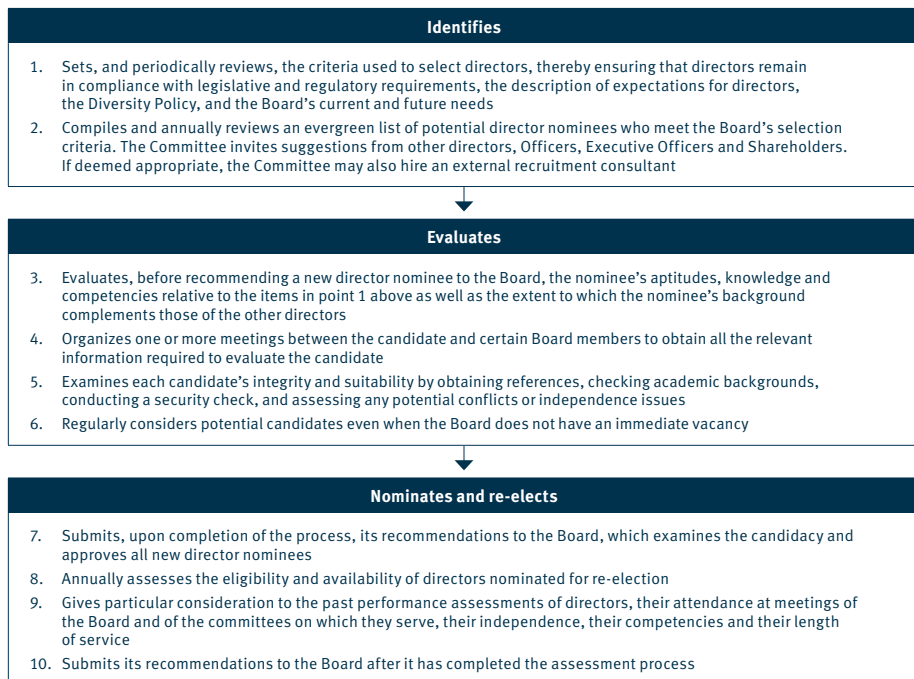 Identifies
1. Sets, and periodically reviews, the criteria used to select directors, thereby ensuring that directors remain
in compliance with legislative and regulatory requirements, the description of expectations for directors,
the Diversity Policy, and the Board’s current and future needs
2. Compiles and annually reviews an evergreen list of potential director nominees who meet the Board’s selection
criteria. The Committee invites suggestions from other directors, Officers, Executive Officers and Shareholders.
If deemed appropriate, the Committee may also hire an external recruitment consultant
Evaluates
3. Evaluates, before recommending a new director nominee to the Board, the nominee’s aptitudes, knowledge and
competencies relative to the items in point 1 above as well as the extent to which the nominee’s background
complements those of the other directors
4. Organizes one or more meetings between the candidate and certain Board members to obtain all the relevant
information required to evaluate the candidate
5. Examines each candidate’s integrity and suitability by obtaining references, checking academic backgrounds,
conducting a security check, and assessing any potential conflicts or independence issues
6. Regularly considers potential candidates even when the Board does not have an immediate vacancy
Nominates and re-elects
7. Submits, upon completion of the process, its recommendations to the Board, which examines the candidacy and
approves all new director nominees
8. Annually assesses the eligibility and availability of directors nominated for re-election
9. Gives particular consideration to the past performance assessments of directors, their attendance at meetings of
the Board and of the committees on which they serve, their independence, their competencies and their length
of service
10. Submits its recommendations to the Board after it has completed the assessment process